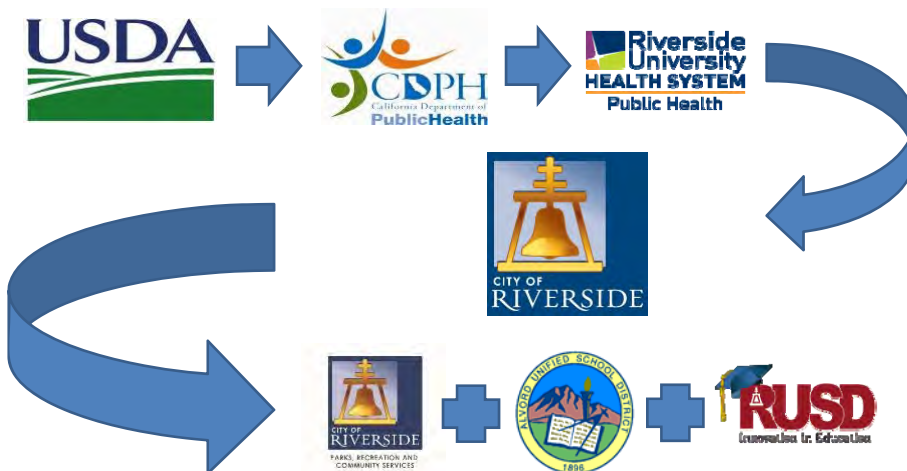 USDA
CDPH
California Department of
PublicHealth
Riverside
University
HEALTH SYSTEM
Public Health
CITY OF
RIVERSIDE
CITY OF
RIVERSIDE
PARKS, RECREATION AND
COMMUNITY SERVICES
ALVORD UNIFIED SCHOOL DISTRICT
1896
RUSD
Innovation in Education